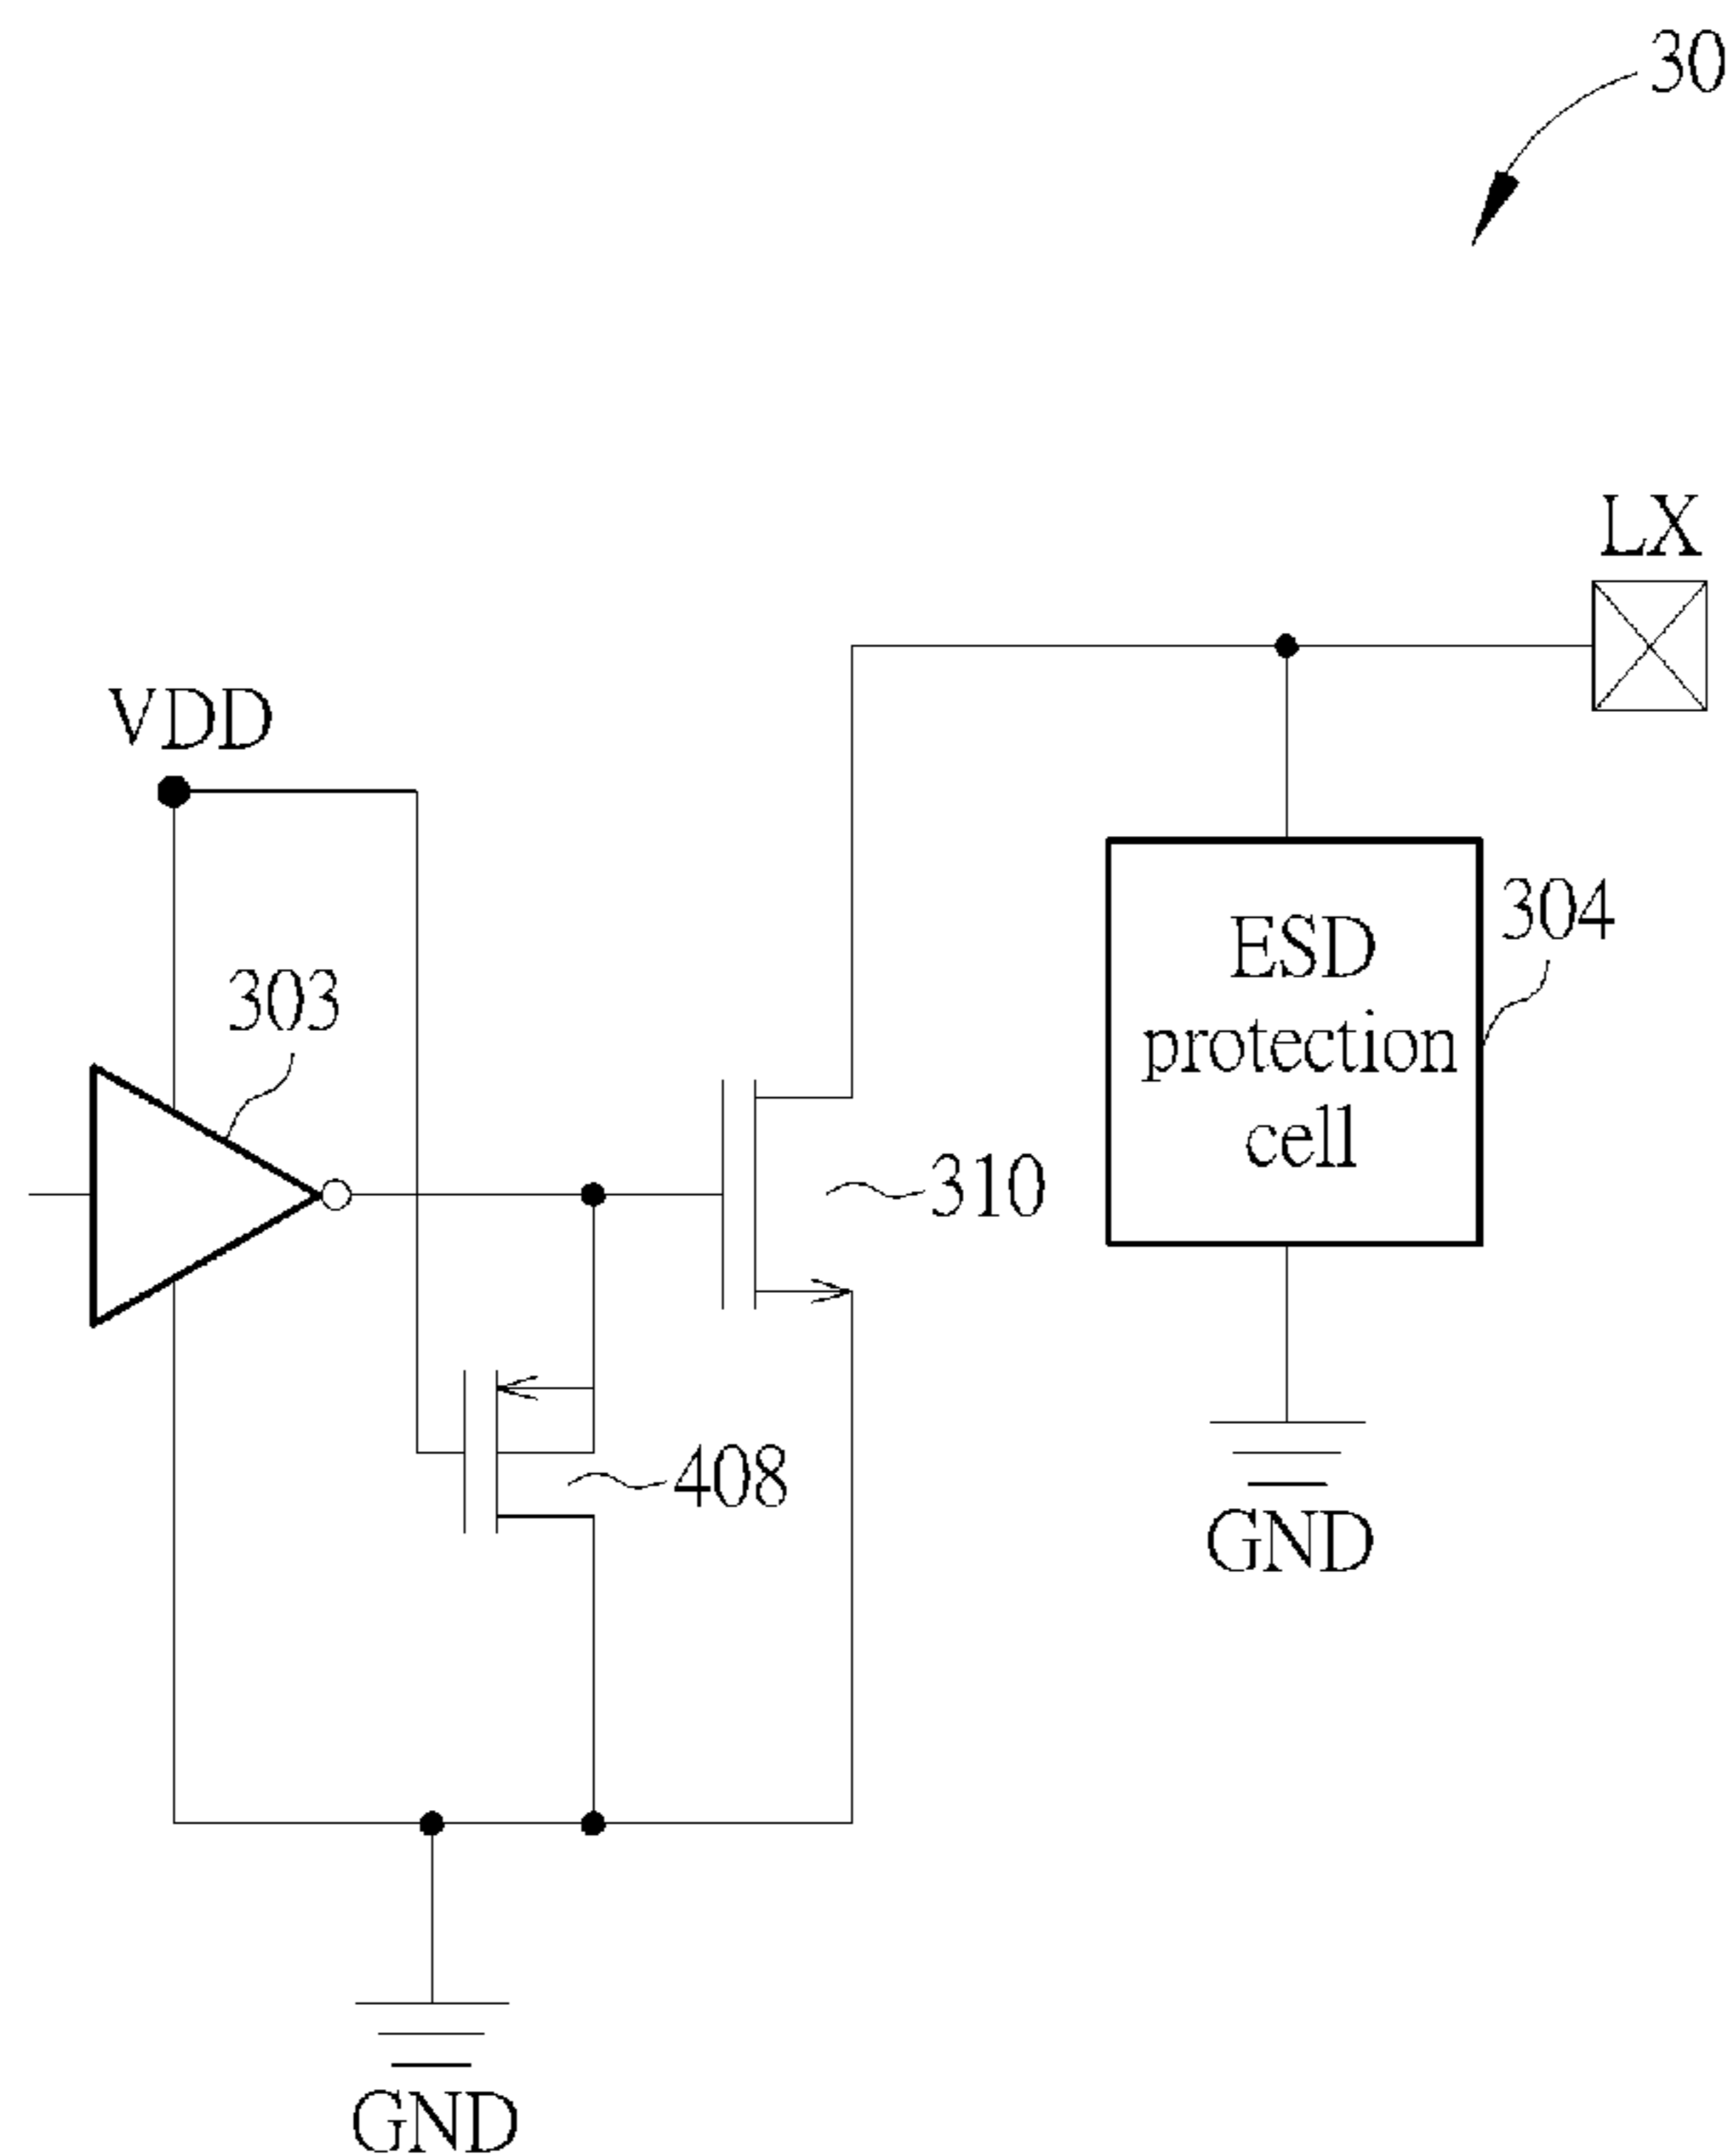 30
LX
VDD
304
ESD
protection
cell
303
310
408
GND
GND